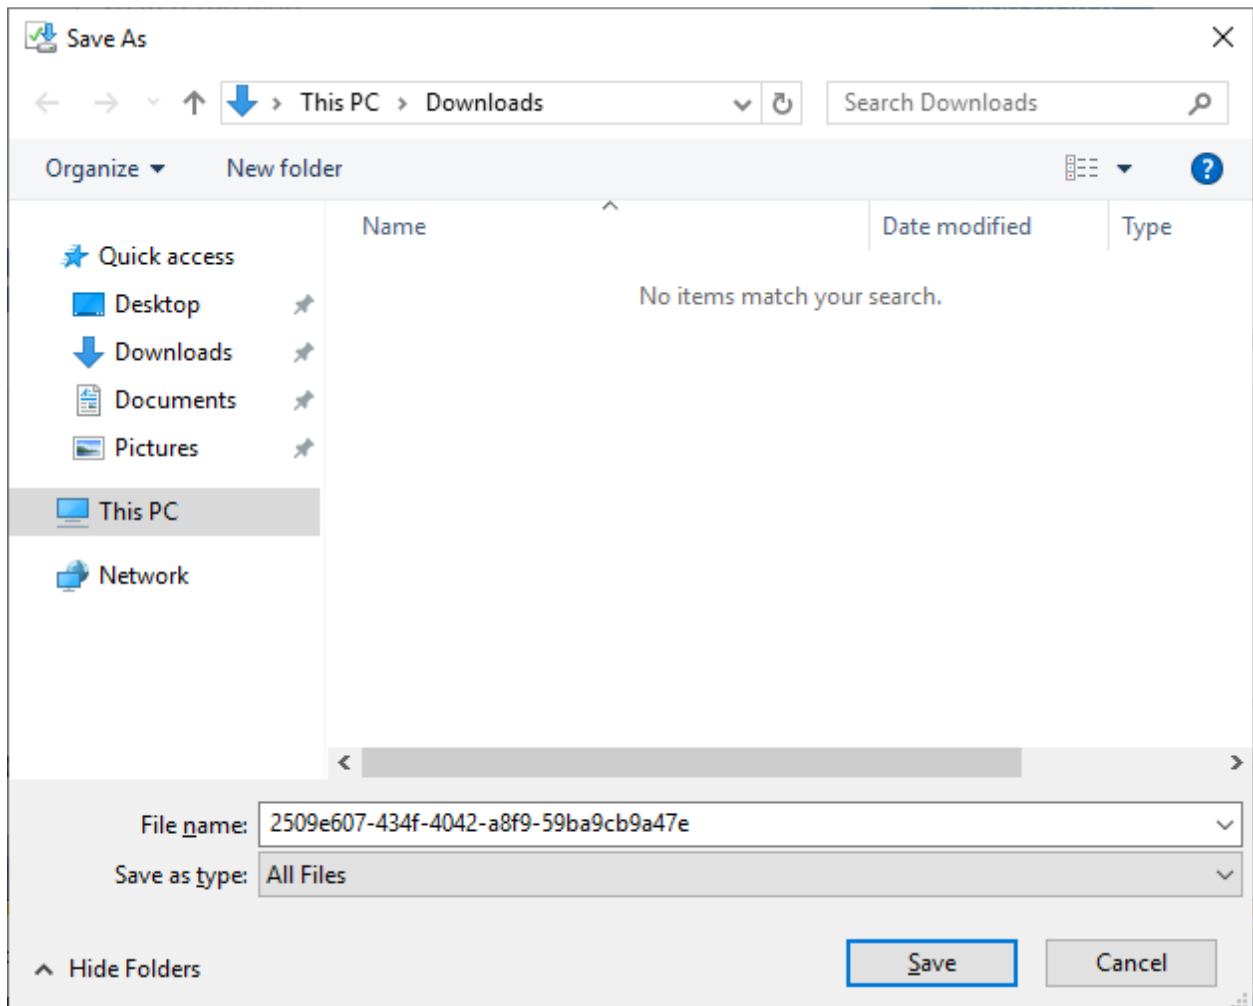 Save As
This PC > Downloads
Search Downloads
Organize
New folder
?
Name
Date modified
Type
No items match your search.
Quick access
Desktop
Downloads
Documents
Pictures
This PC
Network
File name: 2509e607-434f-4042-a8f9-59ba9cb9a47e
Save as type: All Files
Hide Folders
Save
Cancel